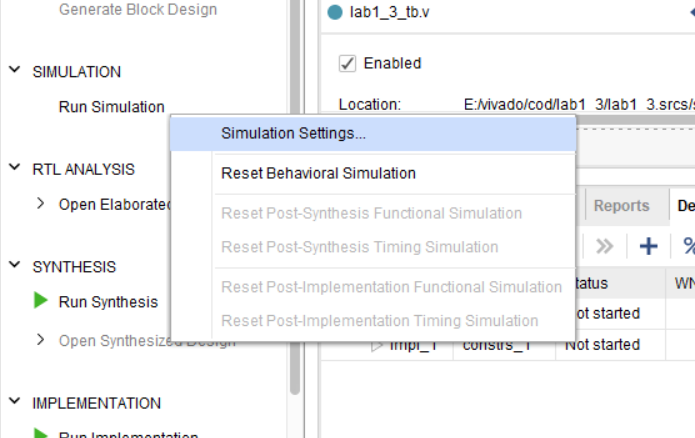 Generate Block Design
lab1_3_tb.v
Enabled
SIMULATION
Run Simulation
Location: E:/vivado/cod/lab1_3/lab1_3.srcs/s
Simulation Settings...
Reset Behavioral Simulation
RTL ANALYSIS
Open Elaborated
Reset Post-Synthesis Functional Simulation
Reports
De
Reset Post-Synthesis Timing Simulation
SYNTHESIS
Run Synthesis
Reset Post-Implementation Functional Simulation
tatus
WN
Reset Post-Implementation Timing Simulation
ot started
Open Synthesized Design
impl_1 constrs_1 Not started
IMPLEMENTATION
Run Implementation